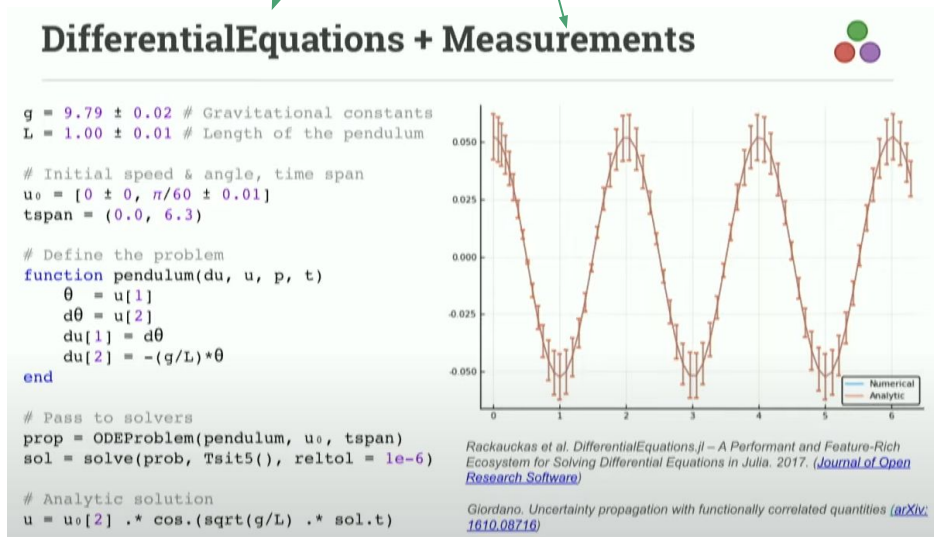 DifferentialEquations + Measurements
g = 9.79 ± 0.02 # Gravitational constants
L = 1.00 ± 0.01 # Length of the pendulum
# Initial speed & angle, time span
u₀ = [0 ± 0, π/60 ± 0.01]
tspan = (0.0, 6.3)
# Define the problem
function pendulum(du, u, p, t)
θ = u[1]
dθ = u[2]
du[1] = dθ
du[2] = -(g/L)*θ
end
# Pass to solvers
prop = ODEProblem(pendulum, u₀, tspan)
sol = solve(prob, Tsit5(), reltol = 1e-6)
# Analytic solution
u = u₀[2] .* cos.(sqrt(g/L) .* sol.t)
0.050
0.025
0.000
-0.025
-0.050
0 1 2 3 4 5 6
Numerical
Analytic
Rackauckas et al. DifferentialEquations.jl – A Performant and Feature-Rich
Ecosystem for Solving Differential Equations in Julia. 2017. (Journal of Open
Research Software)
Giordano. Uncertainty propagation with functionally correlated quantities (arXiv:
1610.08716)